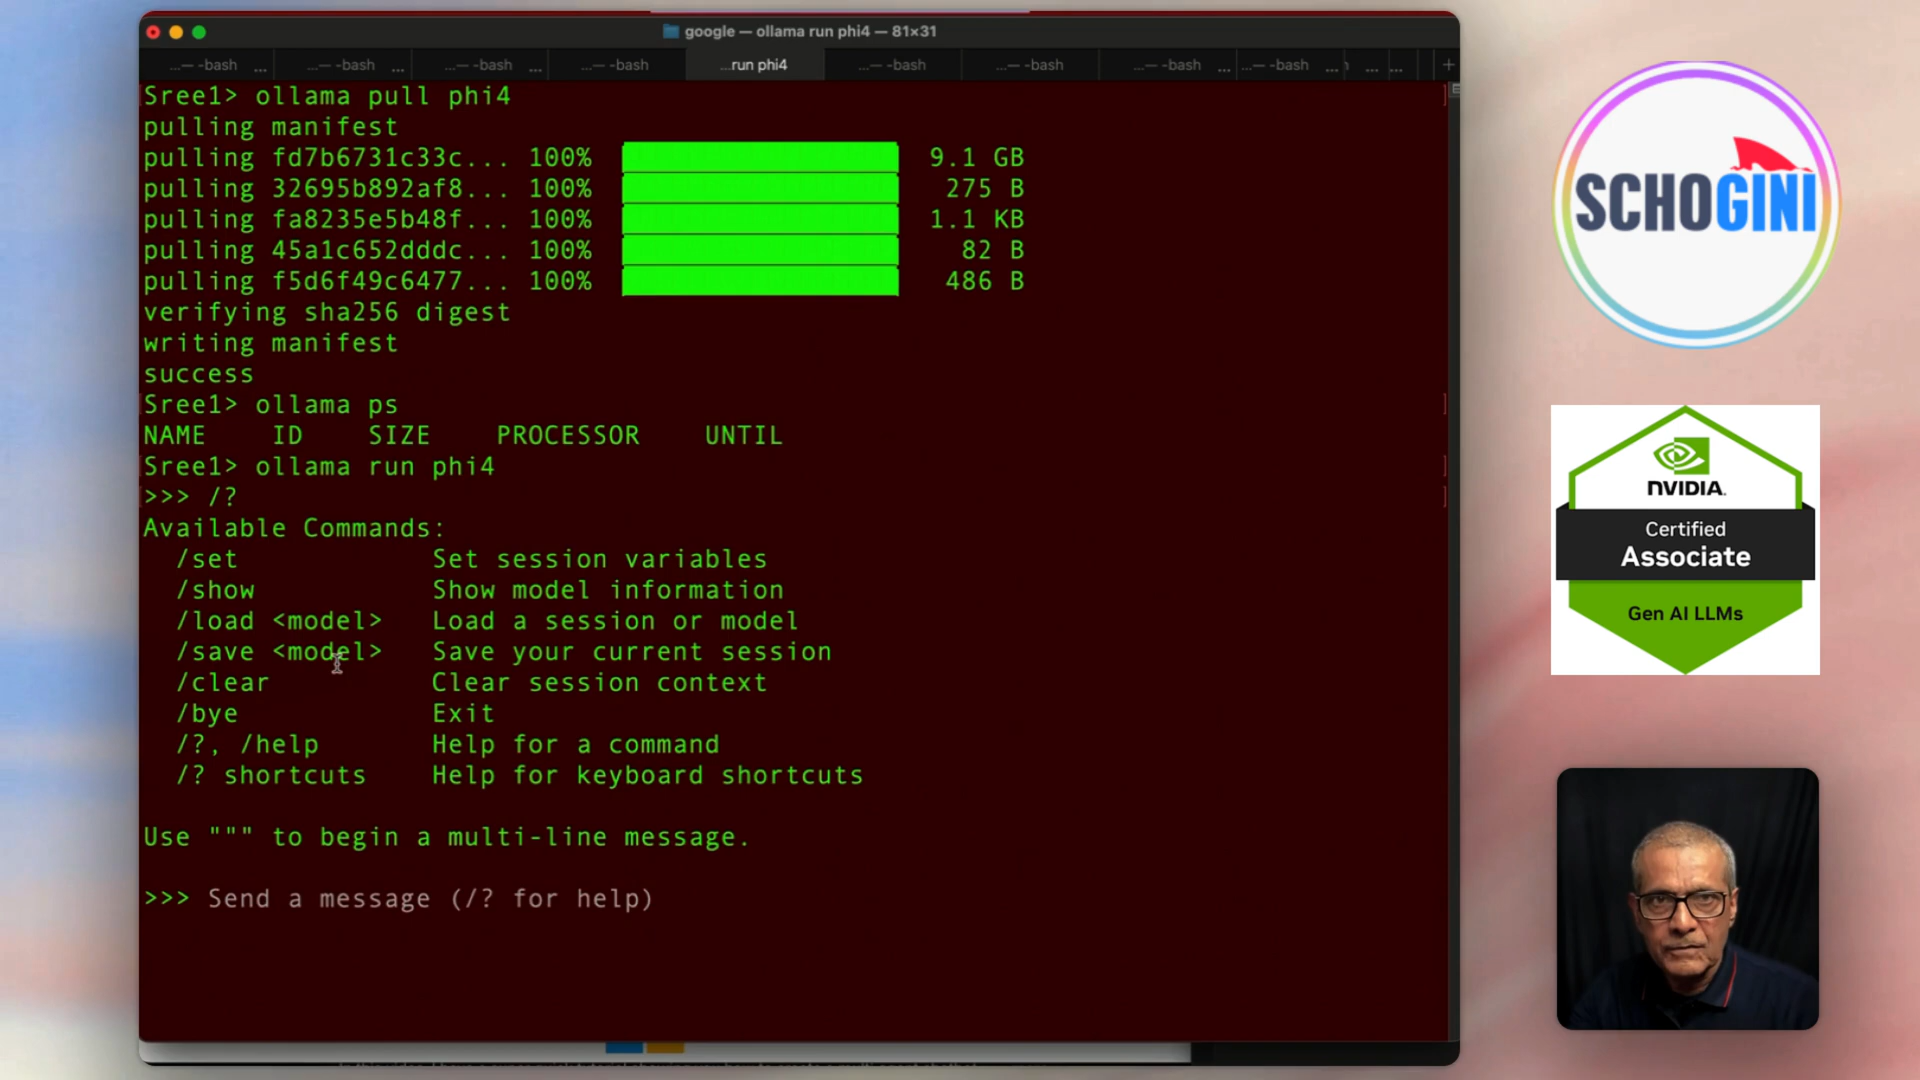 google — ollama run phi4 — 81×31
...— -bash ... ...— -bash ... ...— -bash ... ...— -bash ...run phi4 ...— -bash ...— -bash ...— -bash ... ...— -bash ... ... ... +
Sree1> ollama pull phi4
pulling manifest
pulling fd7b6731c33c... 100% 9.1 GB
pulling 32695b892af8... 100% 275 B
pulling fa8235e5b48f... 100% 1.1 KB
pulling 45a1c652dddc... 100% 82 B
pulling f5d6f49c6477... 100% 486 B
verifying sha256 digest
writing manifest
success
Sree1> ollama ps
NAME ID SIZE PROCESSOR UNTIL
Sree1> ollama run phi4
>>> /?
Available Commands:
/set Set session variables
/show Show model information
/load <model> Load a session or model
/save <model> Save your current session
/clear Clear session context
/bye Exit
/?, /help Help for a command
/? shortcuts Help for keyboard shortcuts
Use """ to begin a multi-line message.
>>> Send a message (/? for help)
SCHOGINI
NVIDIA.
Certified
Associate
Gen AI LLMs